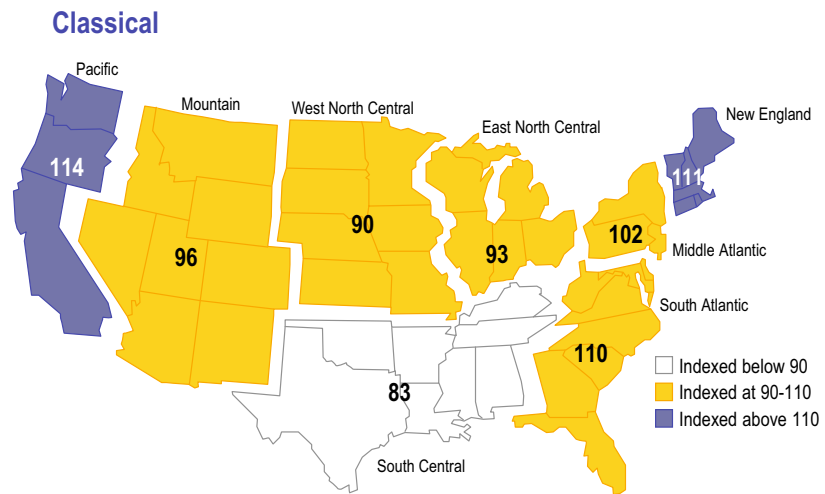 Classical
Pacific
Mountain
West North Central
East North Central
New England
114
111
90
96
93
102
Middle Atlantic
South Atlantic
110
83
South Central
Indexed below 90
Indexed at 90-110
Indexed above 110